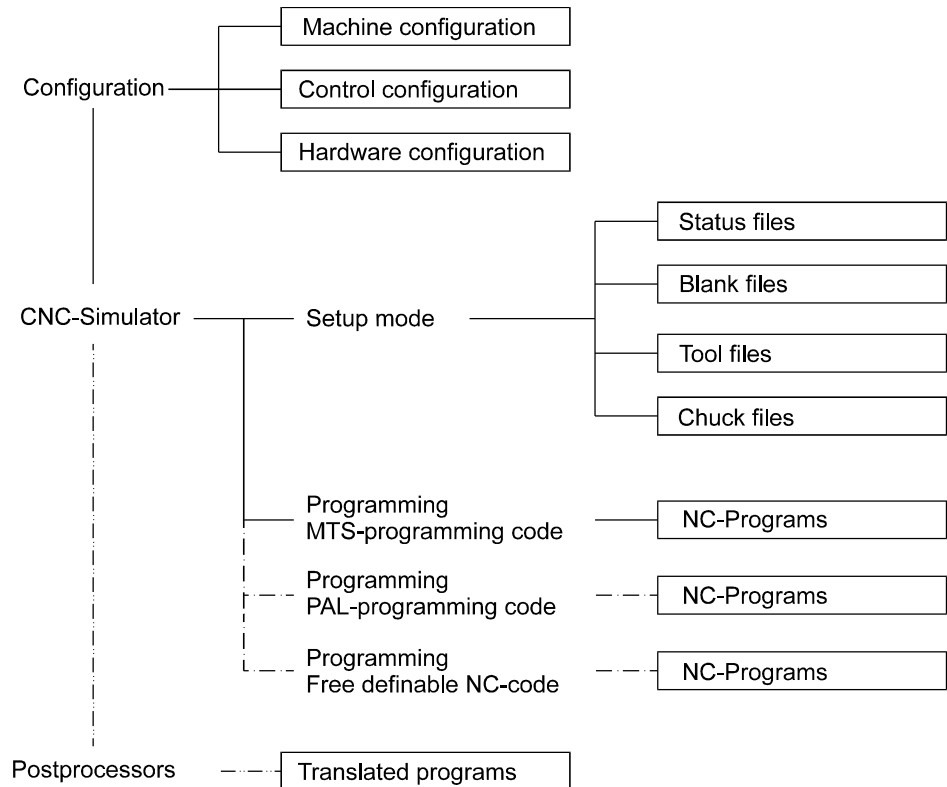 Machine configuration
Configuration
Control configuration
Hardware configuration
Status files
Blank files
CNC-Simulator
Setup mode
Tool files
Chuck files
Programming
MTS-programming code
NC-Programs
Programming
PAL-programming code
NC-Programs
Programming
Free definable NC-code
NC-Programs
Postprocessors
Translated programs